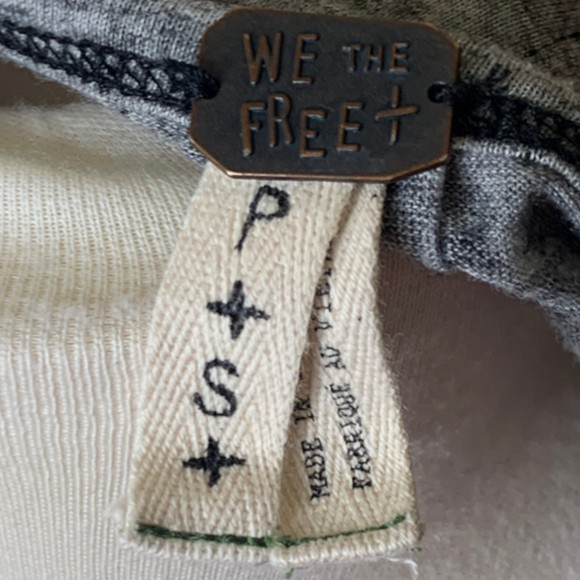 WE THE
FREE+
P
+
S
+
MADE IN
FABRIQUÉ AU